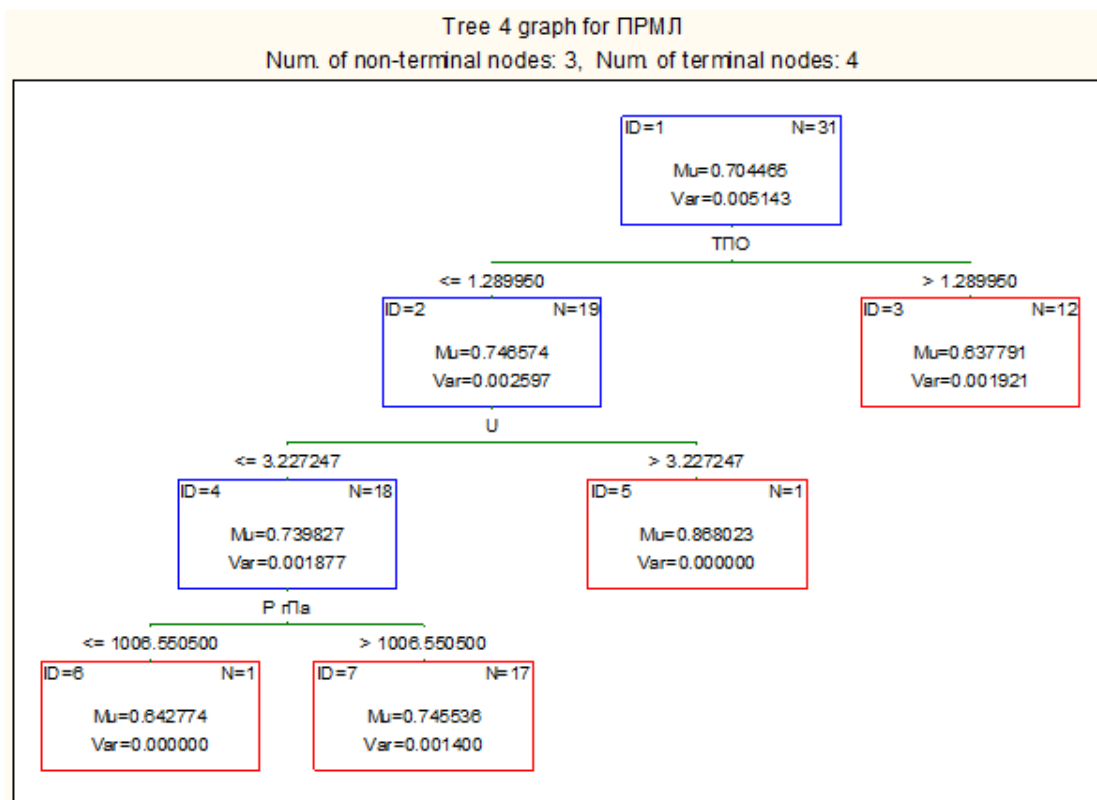 Tree 4 graph for ПРМЛ
Num. of non-terminal nodes: 3, Num. of terminal nodes: 4
ID=1 N=31
Mu=0.704465
Var=0.005143
ТПО
<= 1.289950 > 1.289950
ID=2 N=19 ID=3 N=12
Mu=0.746574 Mu=0.637791
Var=0.002597 Var=0.001921
U
<= 3.227247 > 3.227247
ID=4 N=18 ID=5 N=1
Mu=0.739827 Mu=0.868023
Var=0.001877 Var=0.000000
P гПа
<= 1006.550500 > 1006.550500
ID=6 N=1 ID=7 N=17
Mu=0.642774 Mu=0.745536
Var=0.000000 Var=0.001400